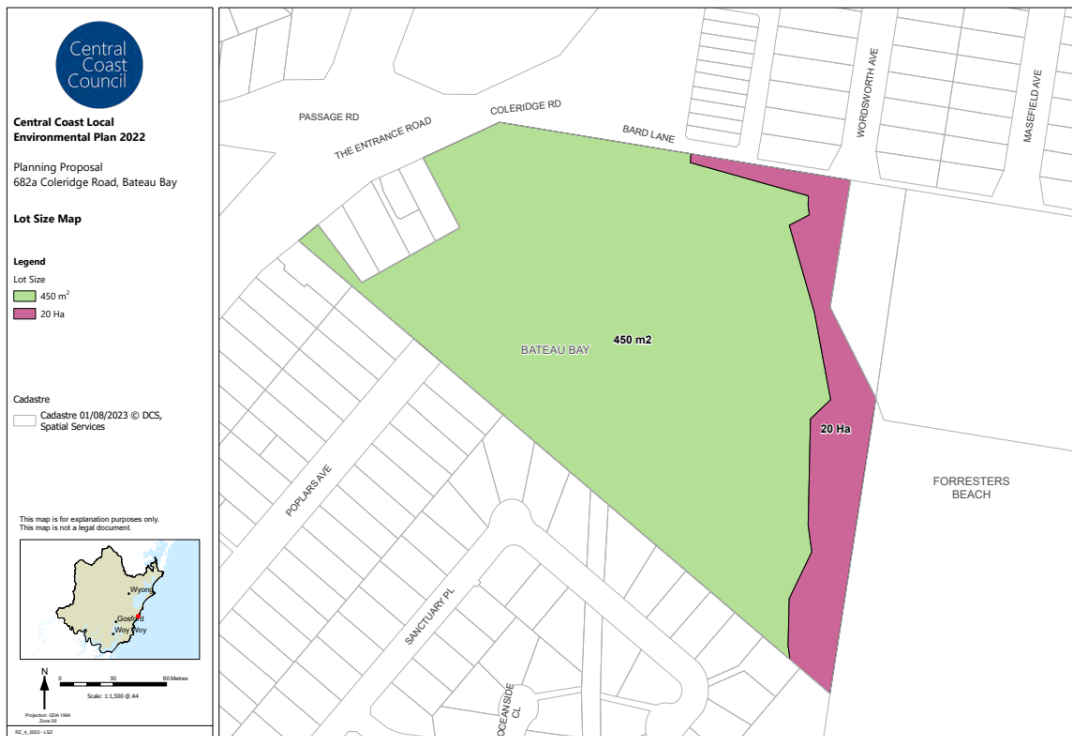 Central
Coast
Council
Central Coast Local
Environmental Plan 2022
Planning Proposal
682a Coleridge Road, Bateau Bay
Lot Size Map
Legend
Lot Size
450 m²
20 Ha
Cadastre
Cadastre 01/08/2023 © DCS,
Spatial Services
This map is for explanation purposes only.
This map is not a legal document.
Wyong
Gosford
Woy Woy
N
0 30 60 Metres
Scale: 1:1,500 @ A4
Projection: GDA 1994
Zone 56
RZ_4_2022 - LSZ
PASSAGE RD
THE ENTRANCE ROAD
COLERIDGE RD
BARD LANE
WORDSWORTH AVE
MASEFIELD AVE
450 m2
BATEAU BAY
20 Ha
FORRESTERS
BEACH
POPLARS AVE
SANCTUARY PL
OCEANSIDE
CL